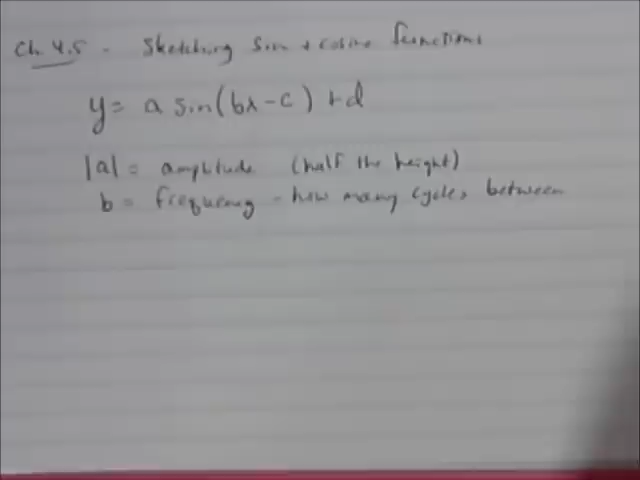 Ch 4.5 - Sketching Sin + cosine functions
y = a sin(bx - c) + d
|a| = amplitude (half the height)
b = frequency - how many cycles between